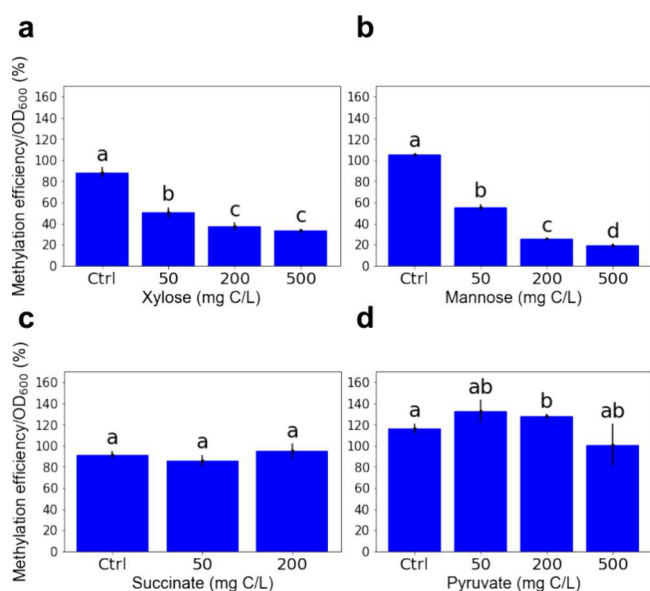 a
Methylation efficiency/OD600 (%)
160
140
120
100
80
60
40
20
0
a
b
c
c
Ctrl
50
200
500
Xylose (mg C/L)
b
160
140
120
100
80
60
40
20
0
a
b
c
d
Ctrl
50
200
500
Mannose (mg C/L)
c
Methylation efficiency/OD600 (%)
160
140
120
100
80
60
40
20
0
a
a
a
Ctrl
50
200
Succinate (mg C/L)
d
160
140
120
100
80
60
40
20
0
a
ab
b
ab
Ctrl
50
200
500
Pyruvate (mg C/L)